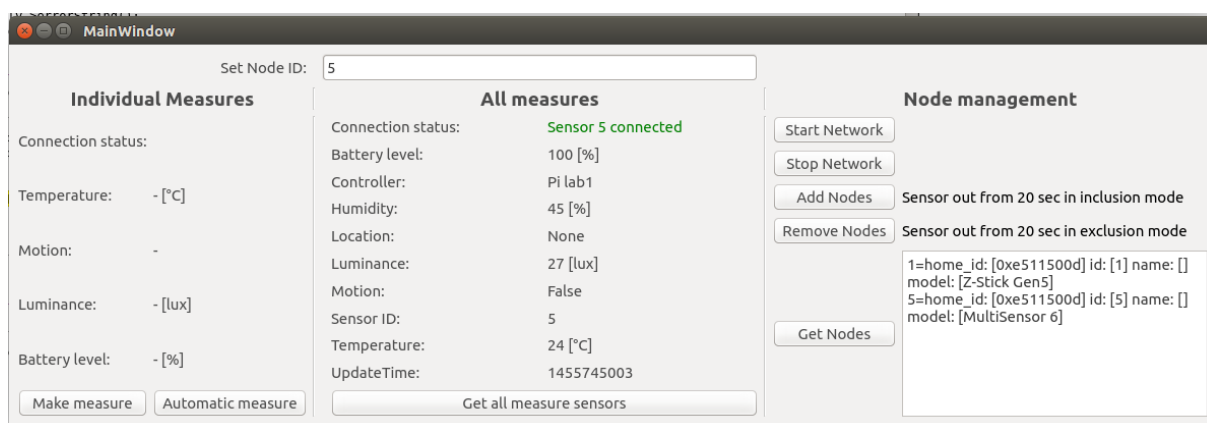 MainWindow
Set Node ID: 5
Individual Measures
Connection status:
Temperature: - [°C]
Motion: -
Luminance: - [lux]
Battery level: - [%]
Make measure Automatic measure
All measures
Connection status: Sensor 5 connected
Battery level: 100 [%]
Controller: Pi lab1
Humidity: 45 [%]
Location: None
Luminance: 27 [lux]
Motion: False
Sensor ID: 5
Temperature: 24 [°C]
UpdateTime: 1455745003
Get all measure sensors
Node management
Start Network
Stop Network
Add Nodes Sensor out from 20 sec in inclusion mode
Remove Nodes Sensor out from 20 sec in exclusion mode
Get Nodes
1=home_id: [0xe511500d] id: [1] name: []
model: [Z-Stick Gen5]
5=home_id: [0xe511500d] id: [5] name: []
model: [MultiSensor 6]